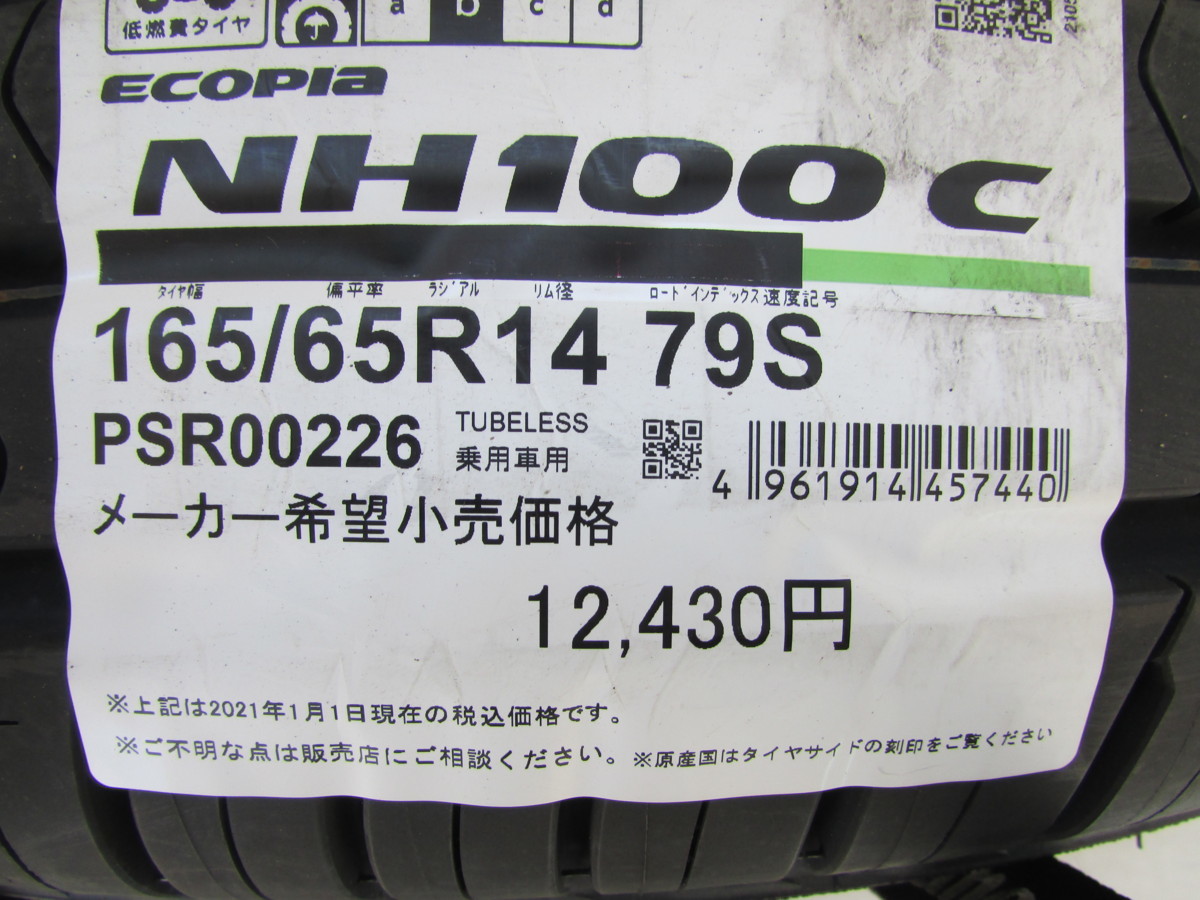 低燃費タイヤ
a b c d
2105
ECOPIA
NH100 C
タイヤ幅 偏平率 ラジアル リム径 ロードインデックス 速度記号
165/65R14 79S
PSR00226
TUBELESS
乗用車用
4 961914 457440
メーカー希望小売価格
12,430円
※上記は2021年1月1日現在の税込価格です。
※ご不明な点は販売店にご相談ください。 ※原産国はタイヤサイドの刻印をご覧ください